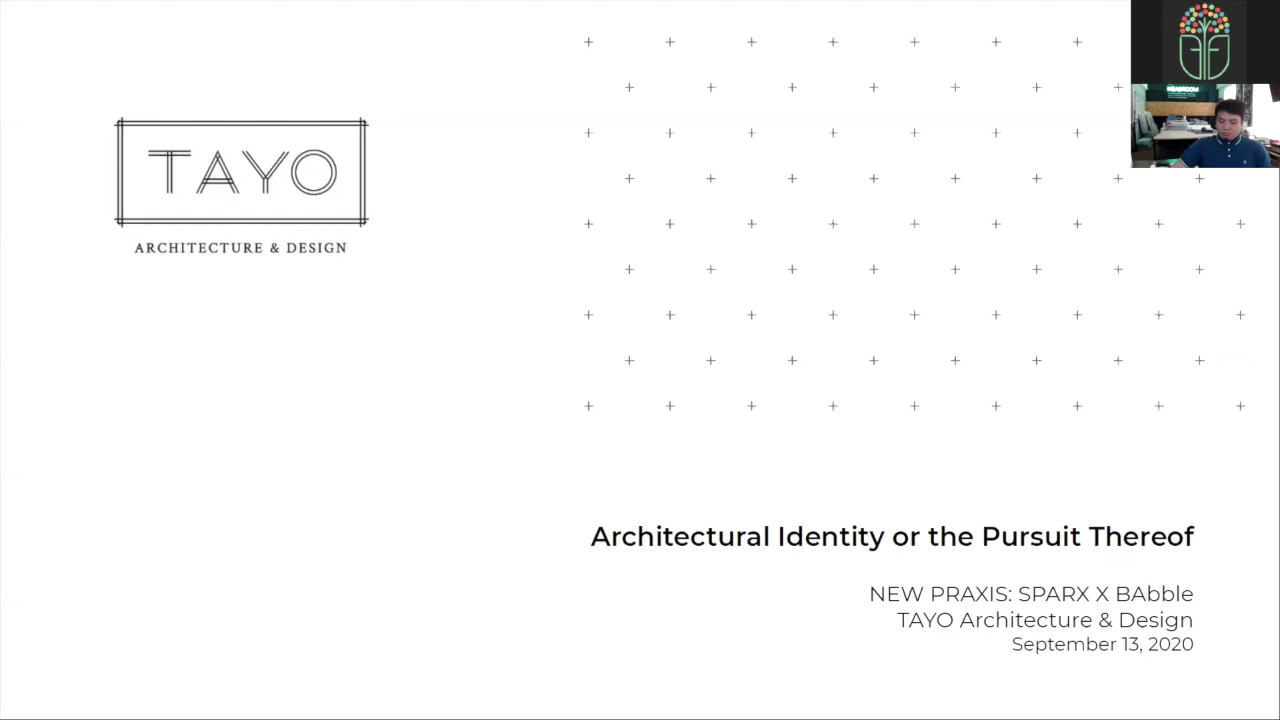 TAYO
ARCHITECTURE & DESIGN
Architectural Identity or the Pursuit Thereof
NEW PRAXIS: SPARX X BAbble
TAYO Architecture & Design
September 13, 2020